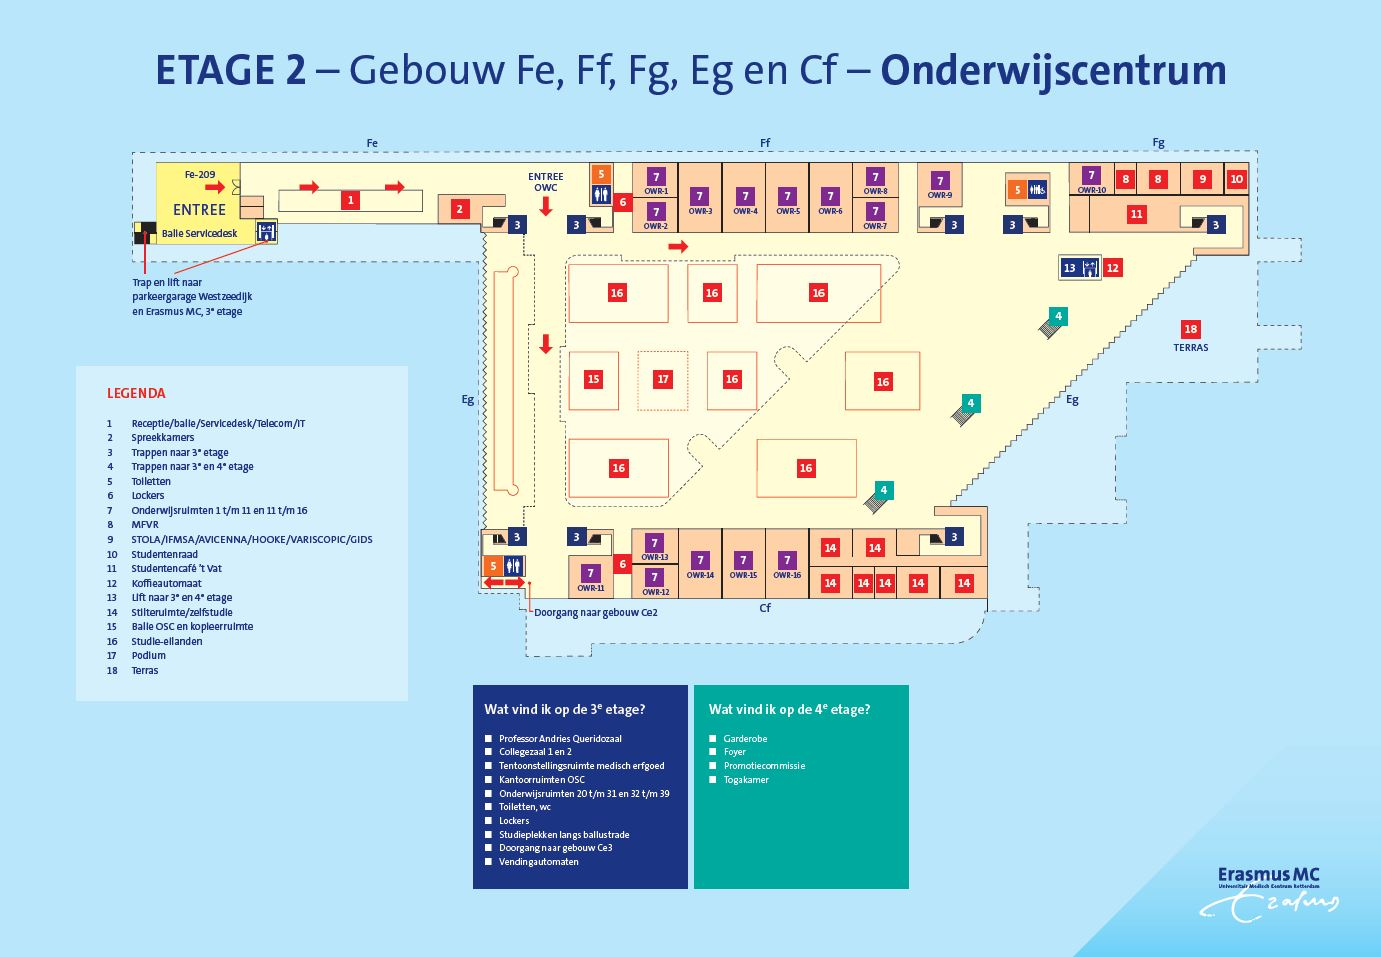 ETAGE 2 – Gebouw Fe, Ff, Fg, Eg en Cf – Onderwijscentrum
Fe
Ff
Fg
Fe-209
ENTREE
Balie Servicedesk
1
2
ENTREE
OWC
3
3
5
6
7
OWR-1
7
OWR-2
7
OWR-3
7
OWR-4
7
OWR-5
7
OWR-6
7
OWR-8
7
OWR-7
7
OWR-9
3
5
3
7
OWR-10
8
8
9
10
11
3
Trap en lift naar
parkeergarage Westzeedijk
en Erasmus MC, 3e etage
13
12
16
16
16
4
18
TERRAS
15
17
16
16
4
Eg
Eg
16
16
4
3
3
5
7
OWR-11
6
7
OWR-13
7
OWR-12
7
OWR-14
7
OWR-15
7
OWR-16
14
14
3
14
14
14
14
14
Doorgang naar gebouw Ce2
Cf
LEGENDA
1 Receptie/balie/Servicedesk/Telecom/IT
2 Spreekkamers
3 Trappen naar 3e etage
4 Trappen naar 3e en 4e etage
5 Toiletten
6 Lockers
7 Onderwijsruimten 1 t/m 11 en 11 t/m 16
8 MFVR
9 STOLA/IFMSA/AVICENNA/HOOKE/VARISCOPIC/GIDS
10 Studentenraad
11 Studentencafé 't Vat
12 Koffieautomaat
13 Lift naar 3e en 4e etage
14 Stilteruimte/zelfstudie
15 Balie OSC en kopieerruimte
16 Studie-eilanden
17 Podium
18 Terras
Wat vind ik op de 3e etage?
Professor Andries Queridozaal
Collegezaal 1 en 2
Tentoonstellingsruimte medisch erfgoed
Kantoorruimten OSC
Onderwijsruimten 20 t/m 31 en 32 t/m 39
Toiletten, wc
Lockers
Studieplekken langs ballustrade
Doorgang naar gebouw Ce3
Vendingautomaten
Wat vind ik op de 4e etage?
Garderobe
Foyer
Promotiecommissie
Togakamer
Erasmus MC
Universitair Medisch Centrum Rotterdam
Erasmus